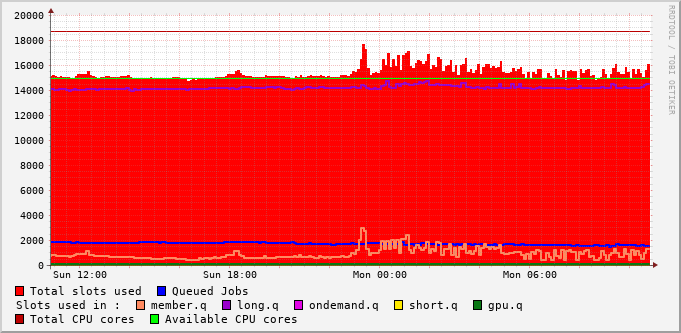 20000
18000
16000
14000
12000
10000
8000
6000
4000
2000
0
Sun 12:00 Sun 18:00 Mon 00:00 Mon 06:00
RRDTOOL / TOBI OETIKER
Total slots used Queued Jobs
Slots used in : member.q long.q ondemand.q short.q gpu.q
Total CPU cores Available CPU cores